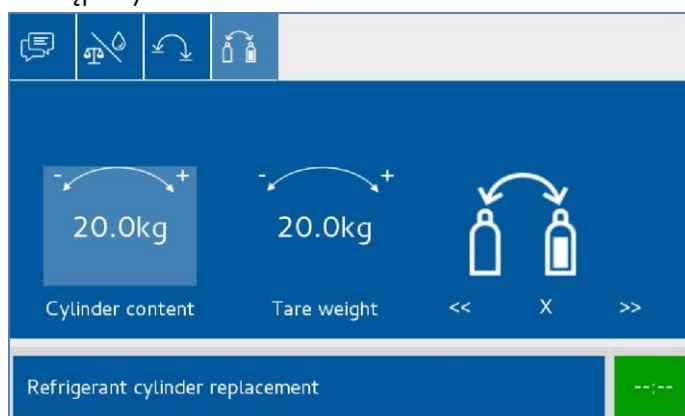 - +
- +
20.0kg
20.0kg
Cylinder content
Tare weight
<< X >>
Refrigerant cylinder replacement
--:--